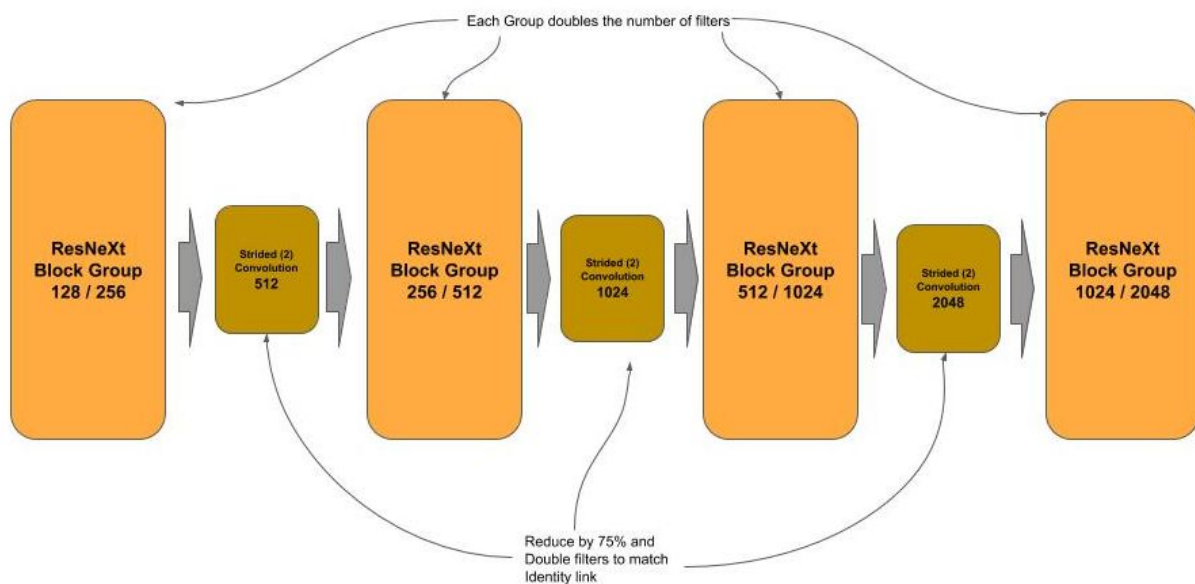 Each Group doubles the number of filters
ResNeXt
Block Group
128 / 256
Strided (2)
Convolution
512
ResNeXt
Block Group
256 / 512
Strided (2)
Convolution
1024
ResNeXt
Block Group
512 / 1024
Strided (2)
Convolution
2048
ResNeXt
Block Group
1024 / 2048
Reduce by 75% and
Double filters to match
Identity link